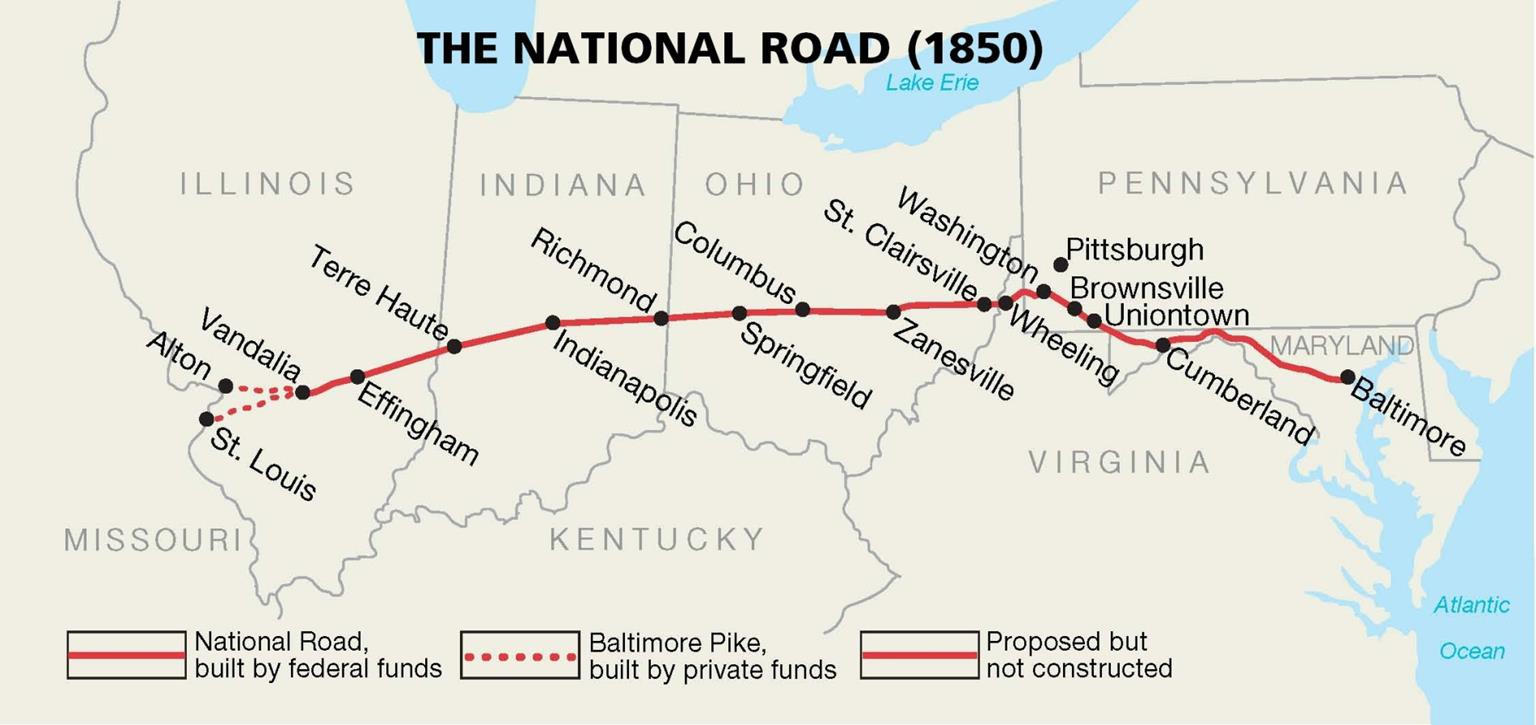 THE NATIONAL ROAD (1850)
Lake Erie
ILLINOIS
INDIANA
OHIO
PENNSYLVANIA
Washington
St. Clairsville
Pittsburgh
Columbus
Richmond
Terre Haute
Brownsville
Uniontown
Vandalia
Alton
Wheeling
Zanesville
Springfield
Indianapolis
Effingham
St. Louis
MARYLAND
Cumberland
Baltimore
VIRGINIA
MISSOURI
KENTUCKY
Atlantic
Ocean
National Road,
built by federal funds
Baltimore Pike,
built by private funds
Proposed but
not constructed